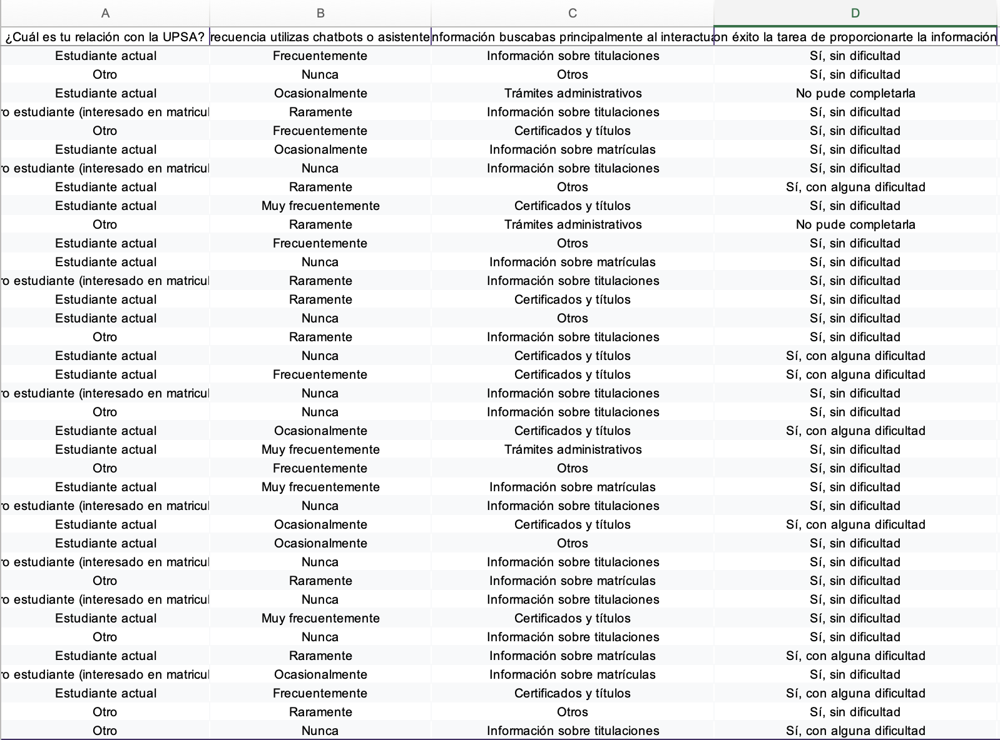 A B C D
¿Cuál es tu relación con la UPSA? recuencia utilizas chatbots o asistente nformación buscabas principalmente al interactua on éxito la tarea de proporcionarte la información
Estudiante actual Frecuentemente Información sobre titulaciones Sí, sin dificultad
Otro Nunca Otros Sí, sin dificultad
Estudiante actual Ocasionalmente Trámites administrativos No pude completarla
ro estudiante (interesado en matricul Raramente Información sobre titulaciones Sí, sin dificultad
Otro Frecuentemente Certificados y títulos Sí, sin dificultad
Estudiante actual Ocasionalmente Información sobre matrículas Sí, sin dificultad
ro estudiante (interesado en matricul Nunca Información sobre titulaciones Sí, sin dificultad
Estudiante actual Raramente Otros Sí, con alguna dificultad
Estudiante actual Muy frecuentemente Certificados y títulos Sí, sin dificultad
Otro Raramente Trámites administrativos No pude completarla
Estudiante actual Frecuentemente Otros Sí, sin dificultad
Estudiante actual Nunca Información sobre matrículas Sí, sin dificultad
ro estudiante (interesado en matricul Raramente Información sobre titulaciones Sí, sin dificultad
Estudiante actual Raramente Certificados y títulos Sí, sin dificultad
Estudiante actual Nunca Otros Sí, sin dificultad
Otro Raramente Información sobre titulaciones Sí, sin dificultad
Estudiante actual Nunca Certificados y títulos Sí, con alguna dificultad
Estudiante actual Frecuentemente Certificados y títulos Sí, con alguna dificultad
ro estudiante (interesado en matricul Nunca Información sobre titulaciones Sí, sin dificultad
Otro Nunca Información sobre titulaciones Sí, sin dificultad
Estudiante actual Ocasionalmente Certificados y títulos Sí, con alguna dificultad
Estudiante actual Muy frecuentemente Trámites administrativos Sí, sin dificultad
Otro Frecuentemente Otros Sí, sin dificultad
Estudiante actual Muy frecuentemente Información sobre matrículas Sí, sin dificultad
ro estudiante (interesado en matricul Nunca Información sobre titulaciones Sí, sin dificultad
Estudiante actual Ocasionalmente Certificados y títulos Sí, con alguna dificultad
Estudiante actual Ocasionalmente Otros Sí, sin dificultad
ro estudiante (interesado en matricul Nunca Información sobre titulaciones Sí, sin dificultad
Otro Raramente Información sobre matrículas Sí, sin dificultad
ro estudiante (interesado en matricul Nunca Información sobre titulaciones Sí, sin dificultad
Estudiante actual Muy frecuentemente Certificados y títulos Sí, sin dificultad
Otro Nunca Información sobre titulaciones Sí, sin dificultad
Estudiante actual Raramente Información sobre matrículas Sí, con alguna dificultad
ro estudiante (interesado en matricul Ocasionalmente Información sobre matrículas Sí, sin dificultad
Estudiante actual Frecuentemente Certificados y títulos Sí, con alguna dificultad
Otro Raramente Otros Sí, sin dificultad
Otro Nunca Información sobre titulaciones Sí, con alguna dificultad